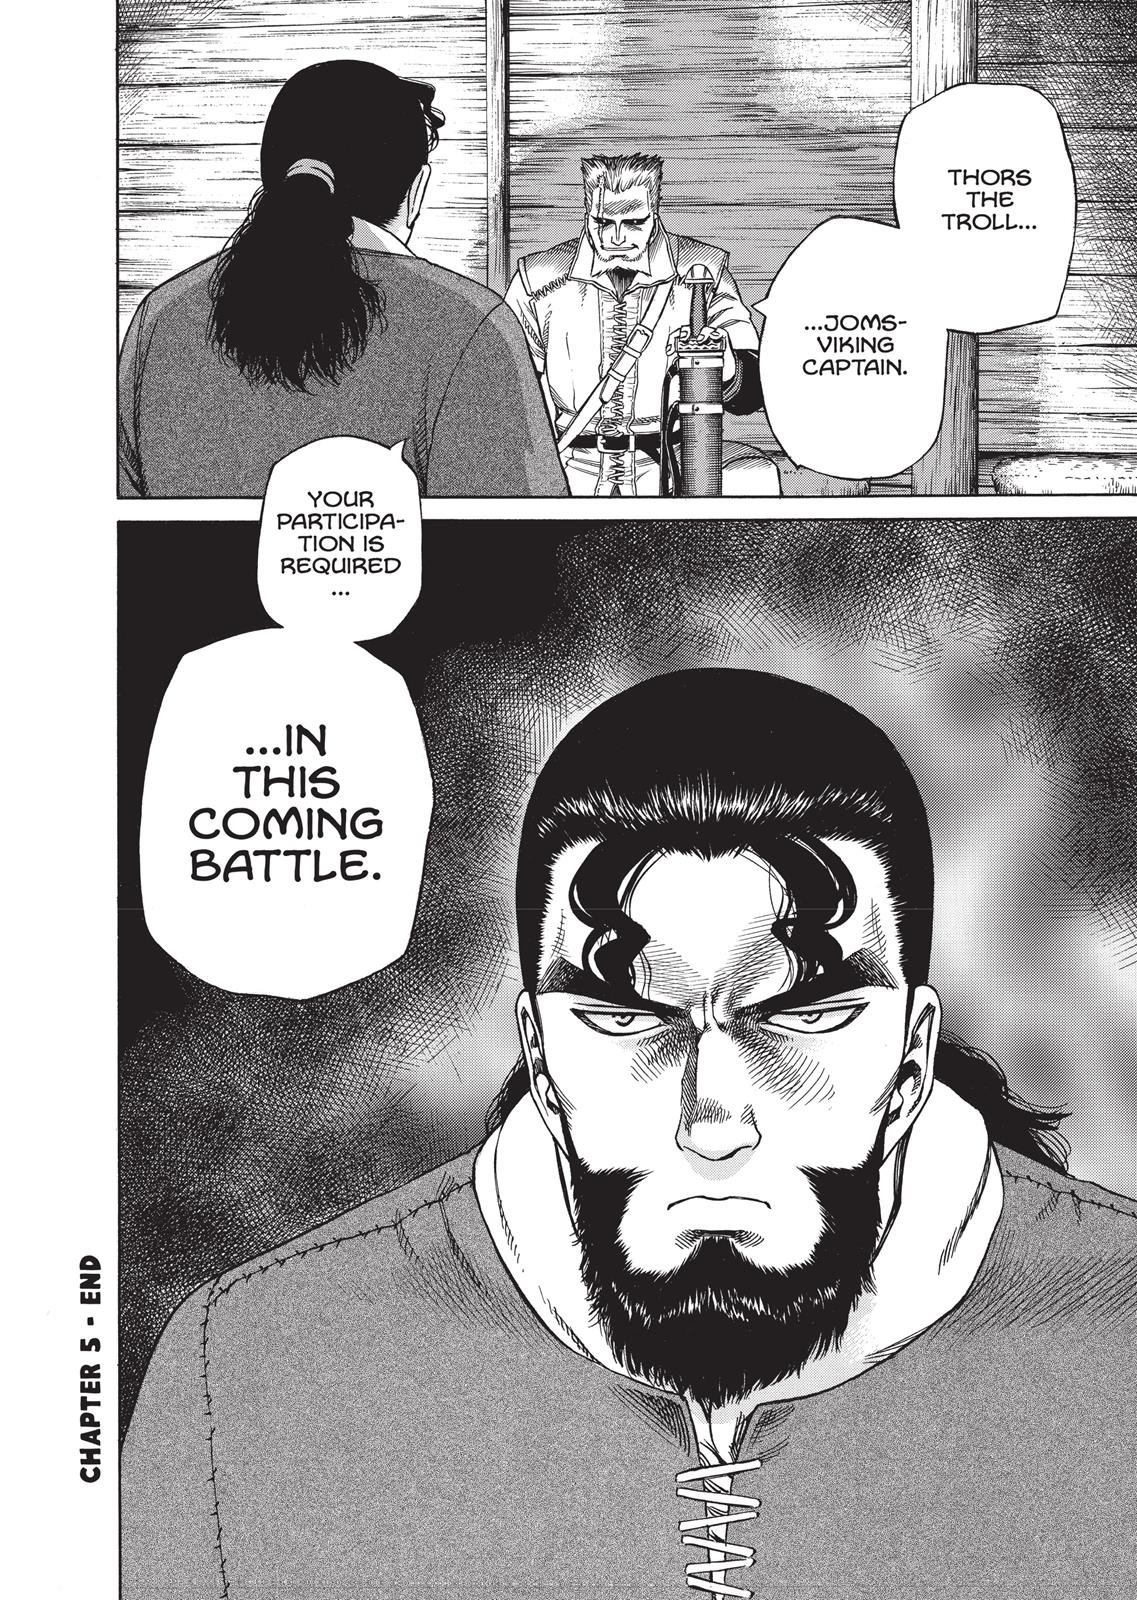 THORS
THE
TROLL...
...JOMS-
VIKING
CAPTAIN.
YOUR
PARTICIPA-
TION IS
REQUIRED
...
...IN
THIS
COMING
BATTLE.
CHAPTER 5 - END